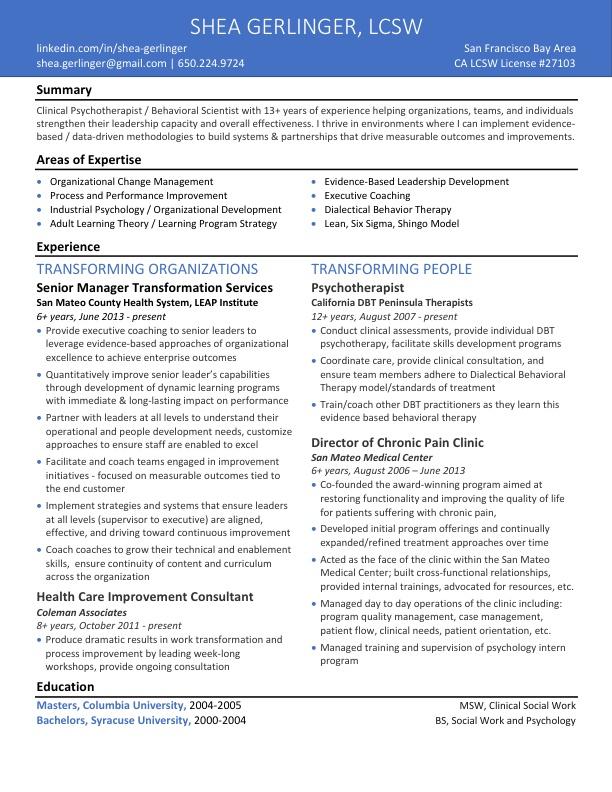 SHEA GERLINGER, LCSW
linkedin.com/in/shea-gerlinger
San Francisco Bay Area
shea.gerlinger@gmail.com | 650.224.9724
CA LCSW License #27103
Summary
Clinical Psychotherapist / Behavioral Scientist with 13+ years of experience helping organizations, teams, and individuals
strengthen their leadership capacity and overall effectiveness. I thrive in environments where I can implement evidence-
based / data-driven methodologies to build systems & partnerships that drive measurable outcomes and improvements.
Areas of Expertise
• Organizational Change Management
• Process and Performance Improvement
• Industrial Psychology / Organizational Development
• Adult Learning Theory / Learning Program Strategy
• Evidence-Based Leadership Development
• Executive Coaching
• Dialectical Behavior Therapy
• Lean, Six Sigma, Shingo Model
Experience
TRANSFORMING ORGANIZATIONS
Senior Manager Transformation Services
San Mateo County Health System, LEAP Institute
6+ years, June 2013 - present
• Provide executive coaching to senior leaders to
leverage evidence-based approaches of organizational
excellence to achieve enterprise outcomes
• Quantitatively improve senior leader's capabilities
through development of dynamic learning programs
with immediate & long-lasting impact on performance
• Partner with leaders at all levels to understand their
operational and people development needs, customize
approaches to ensure staff are enabled to excel
• Facilitate and coach teams engaged in improvement
initiatives - focused on measurable outcomes tied to
the end customer
• Implement strategies and systems that ensure leaders
at all levels (supervisor to executive) are aligned,
effective, and driving toward continuous improvement
• Coach coaches to grow their technical and enablement
skills, ensure continuity of content and curriculum
across the organization
Health Care Improvement Consultant
Coleman Associates
8+ years, October 2011 - present
• Produce dramatic results in work transformation and
process improvement by leading week-long
workshops, provide ongoing consultation
TRANSFORMING PEOPLE
Psychotherapist
California DBT Peninsula Therapists
12+ years, August 2007 - present
• Conduct clinical assessments, provide individual DBT
psychotherapy, facilitate skills development programs
• Coordinate care, provide clinical consultation, and
ensure team members adhere to Dialectical Behavioral
Therapy model/standards of treatment
• Train/coach other DBT practitioners as they learn this
evidence based behavioral therapy
Director of Chronic Pain Clinic
San Mateo Medical Center
6+ years, August 2006 – June 2013
• Co-founded the award-winning program aimed at
restoring functionality and improving the quality of life
for patients suffering with chronic pain,
• Developed initial program offerings and continually
expanded/refined treatment approaches over time
• Acted as the face of the clinic within the San Mateo
Medical Center; built cross-functional relationships,
provided internal trainings, advocated for resources, etc.
• Managed day to day operations of the clinic including:
program quality management, case management,
patient flow, clinical needs, patient orientation, etc.
• Managed training and supervision of psychology intern
program
Education
Masters, Columbia University, 2004-2005
MSW, Clinical Social Work
Bachelors, Syracuse University, 2000-2004
BS, Social Work and Psychology